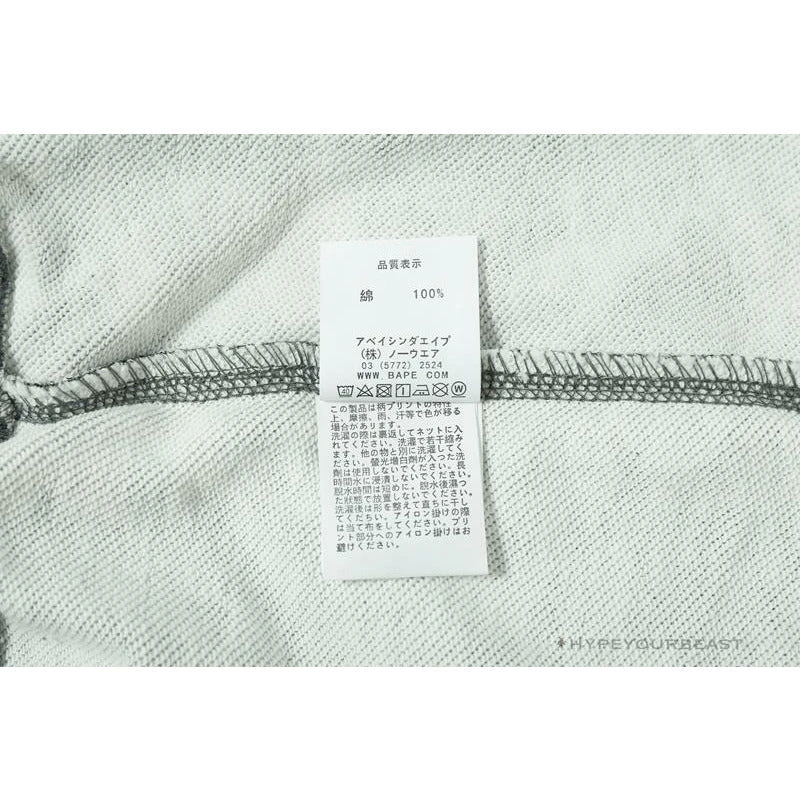 品質表示
綿 100%
アベイシンダエイプ
(株) ノーウエア
03 (5772) 2524
WWW. BAPE COM
40
この製品は柄プリントの特性
上、摩擦、雨、汗等で色が移る
場合があります。
洗濯の際は裏返してネットに入
れてください。洗濯で若干縮み
ます。他の物と別に洗濯してく
ださい。螢光増白剤が入った洗
剤は使用しないでください。長
時間水に浸漬しないでください。
脱水時間は短めに。脱水後濕っ
た状態で放置しないでください。
洗濯後は形を整えて直ちに干し
てくだちい。アイロン掛けの際
は当て布をしてください。プリ
ント部分へのアイロン掛けはお
避けください。
HYPEYOURBEAST